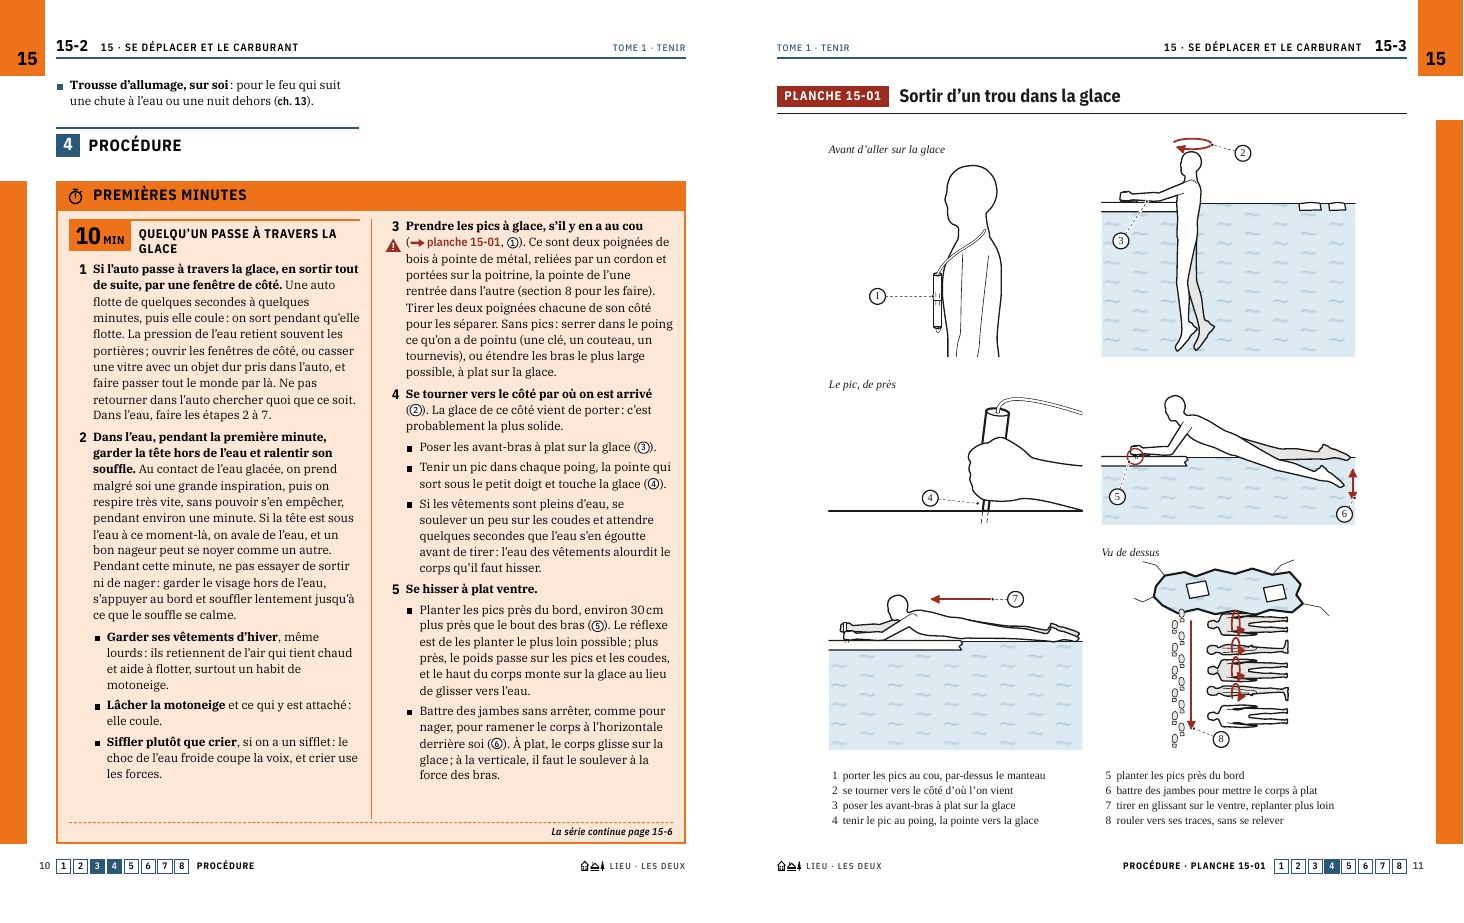 15
15-2 15 · SE DÉPLACER ET LE CARBURANT
TOME 1 · TENIR
Trousse d’allumage, sur soi : pour le feu qui suit
une chute à l’eau ou une nuit dehors (ch. 13).
4 PROCÉDURE
PREMIÈRES MINUTES
10 MIN QUELQU’UN PASSE À TRAVERS LA
GLACE
1 Si l’auto passe à travers la glace, en sortir tout
de suite, par une fenêtre de côté. Une auto
flotte de quelques secondes à quelques
minutes, puis elle coule : on sort pendant qu’elle
flotte. La pression de l’eau retient souvent les
portières ; ouvrir les fenêtres de côté, ou casser
une vitre avec un objet dur pris dans l’auto, et
faire passer tout le monde par là. Ne pas
retourner dans l’auto chercher quoi que ce soit.
Dans l’eau, faire les étapes 2 à 7.
2 Dans l’eau, pendant la première minute,
garder la tête hors de l’eau et ralentir son
souffle. Au contact de l’eau glacée, on prend
malgré soi une grande inspiration, puis on
respire très vite, sans pouvoir s’en empêcher,
pendant environ une minute. Si la tête est sous
l’eau à ce moment-là, on avale de l’eau, et un
bon nageur peut se noyer comme un autre.
Pendant cette minute, ne pas essayer de sortir
ni de nager : garder le visage hors de l’eau,
s’appuyer au bord et souffler lentement jusqu’à
ce que le souffle se calme.
Garder ses vêtements d’hiver, même
lourds : ils retiennent de l’air qui tient chaud
et aide à flotter, surtout un habit de
motoneige.
Lâcher la motoneige et ce qui y est attaché :
elle coule.
Siffler plutôt que crier, si on a un sifflet : le
choc de l’eau froide coupe la voix, et crier use
les forces.
3 Prendre les pics à glace, s’il y en a au cou
(planche 15-01, 1). Ce sont deux poignées de
bois à pointe de métal, reliées par un cordon et
portées sur la poitrine, la pointe de l’une
rentrée dans l’autre (section 8 pour les faire).
Tirer les deux poignées chacune de son côté
pour les séparer. Sans pics : serrer dans le poing
ce qu’on a de pointu (une clé, un couteau, un
tournevis), ou étendre les bras le plus large
possible, à plat sur la glace.
4 Se tourner vers le côté par où on est arrivé
(2). La glace de ce côté vient de porter : c’est
probablement la plus solide.
Poser les avant-bras à plat sur la glace (3).
Tenir un pic dans chaque poing, la pointe qui
sort sous le petit doigt et touche la glace (4).
Si les vêtements sont pleins d’eau, se
soulever un peu sur les coudes et attendre
quelques secondes que l’eau s’en égoutte
avant de tirer : l’eau des vêtements alourdit le
corps qu’il faut hisser.
5 Se hisser à plat ventre.
Planter les pics près du bord, environ 30 cm
plus près que le bout des bras (5). Le réflexe
est de les planter le plus loin possible ; plus
près, le poids passe sur les pics et les coudes,
et le haut du corps monte sur la glace au lieu
de glisser vers l’eau.
Battre des jambes sans arrêter, comme pour
nager, pour ramener le corps à l’horizontale
derrière soi (6). À plat, le corps glisse sur la
glace ; à la verticale, il faut le soulever à la
force des bras.
La série continue page 15-6
10 1 2 3 4 5 6 7 8 PROCÉDURE
LIEU · LES DEUX
TOME 1 · TENIR
15 · SE DÉPLACER ET LE CARBURANT 15-3
15
PLANCHE 15-01 Sortir d’un trou dans la glace
Avant d’aller sur la glace
1
2
3
Le pic, de près
4
5
6
7
Vu de dessus
8
1 porter les pics au cou, par-dessus le manteau
2 se tourner vers le côté d’où l’on vient
3 poser les avant-bras à plat sur la glace
4 tenir le pic au poing, la pointe vers la glace
5 planter les pics près du bord
6 battre des jambes pour mettre le corps à plat
7 tirer en glissant sur le ventre, replanter plus loin
8 rouler vers ses traces, sans se relever
LIEU · LES DEUX
PROCÉDURE · PLANCHE 15-01 1 2 3 4 5 6 7 8 11